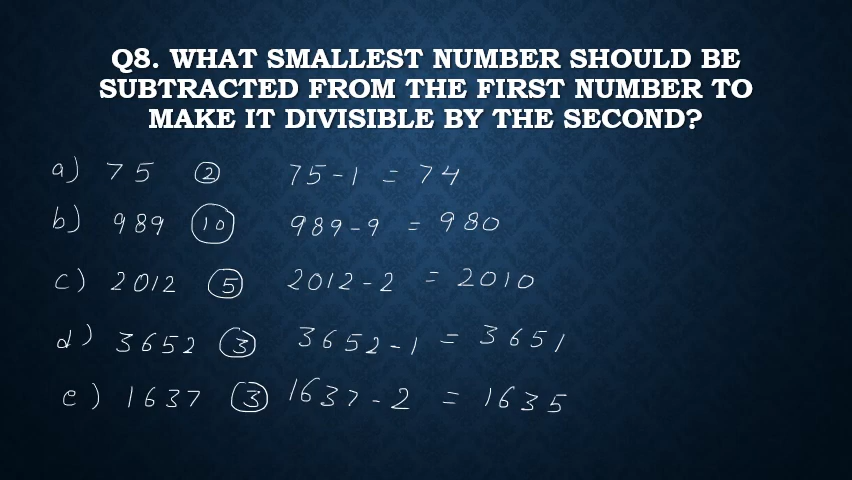 Q8. WHAT SMALLEST NUMBER SHOULD BE
SUBTRACTED FROM THE FIRST NUMBER TO
MAKE IT DIVISIBLE BY THE SECOND?
a) 75 2 75-1 = 74
b) 989 10 989-9 = 980
c) 2012 5 2012-2 = 2010
d) 3652 3 3652-1 = 3651
e) 1637 3 1637-2 = 1635